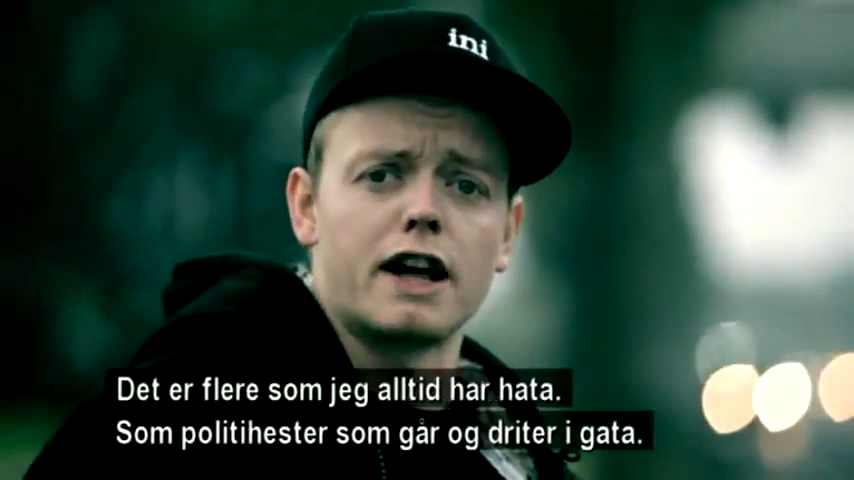 ini
Det er flere som jeg alltid har hata.
Som politihester som går og driter i gata.